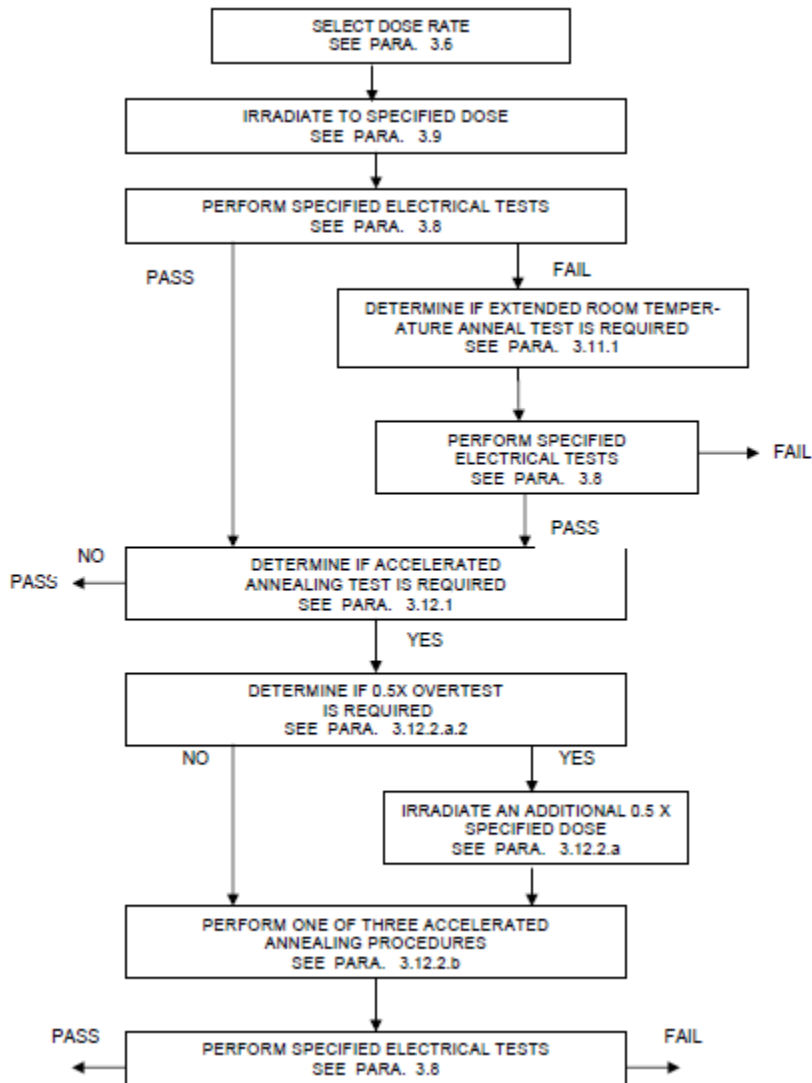 SELECT DOSE RATE
SEE PARA. 3.6
IRRADIATE TO SPECIFIED DOSE
SEE PARA. 3.9
PERFORM SPECIFIED ELECTRICAL TESTS
SEE PARA. 3.8
PASS
FAIL
DETERMINE IF EXTENDED ROOM TEMPER-
ATURE ANNEAL TEST IS REQUIRED
SEE PARA. 3.11.1
PERFORM SPECIFIED
ELECTRICAL TESTS
SEE PARA. 3.8
FAIL
PASS
NO
PASS
DETERMINE IF ACCELERATED
ANNEALING TEST IS REQUIRED
SEE PARA. 3.12.1
YES
DETERMINE IF 0.5X OVERTEST
IS REQUIRED
SEE PARA. 3.12.2.a.2
NO
YES
IRRADIATE AN ADDITIONAL 0.5 X
SPECIFIED DOSE
SEE PARA. 3.12.2.a
PERFORM ONE OF THREE ACCELERATED
ANNEALING PROCEDURES
SEE PARA. 3.12.2.b
PASS
FAIL
PERFORM SPECIFIED ELECTRICAL TESTS
SEE PARA. 3.8